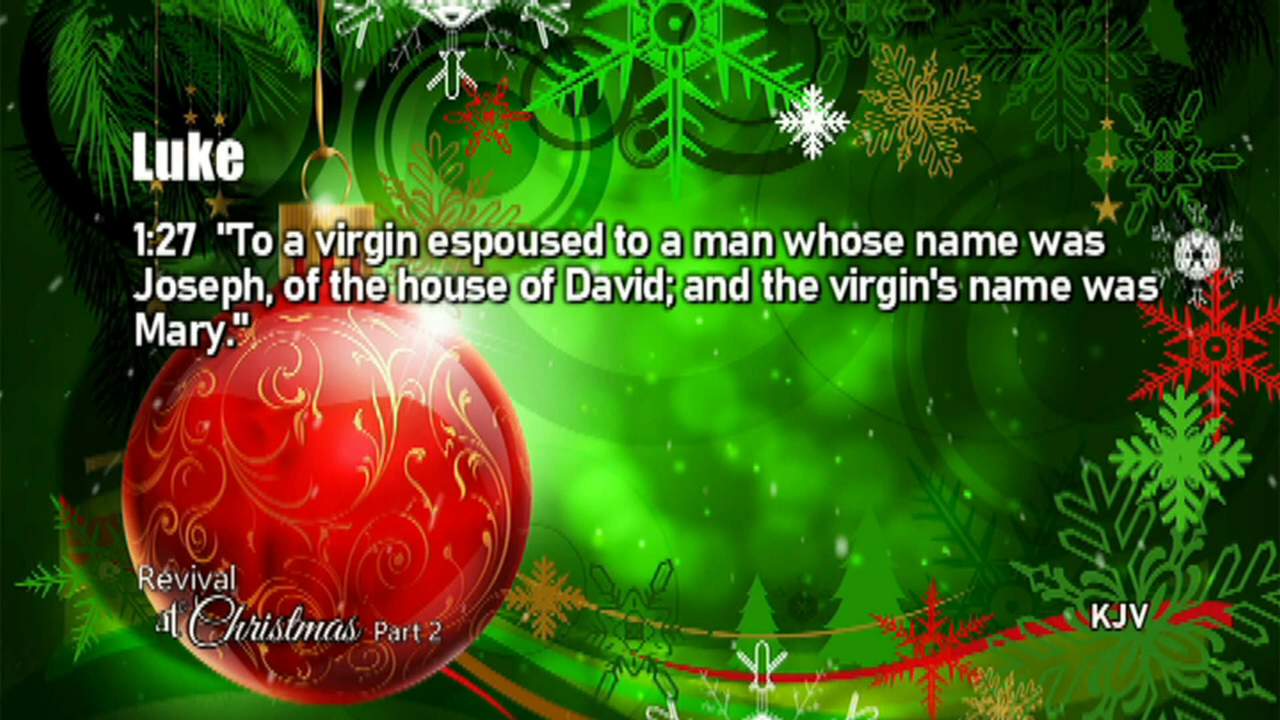 Luke
1:27 "To a virgin espoused to a man whose name was
Joseph, of the house of David; and the virgin's name was
Mary."
Revival
at Christmas Part 2
KJV